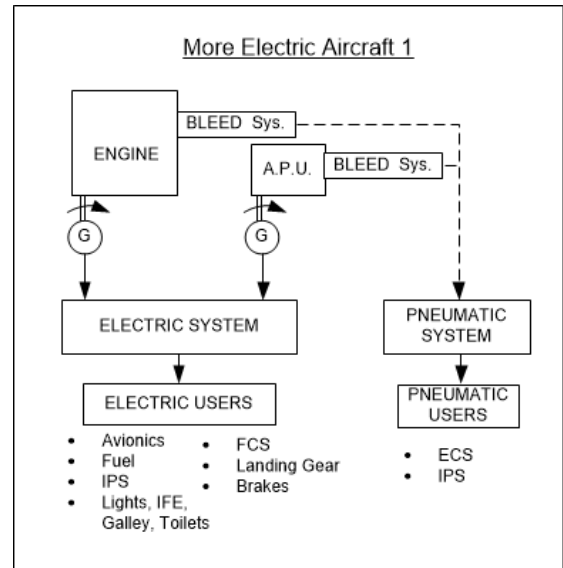 More Electric Aircraft 1
BLEED Sys.
ENGINE
A.P.U.
BLEED Sys.
G
G
ELECTRIC SYSTEM
PNEUMATIC
SYSTEM
ELECTRIC USERS
PNEUMATIC
USERS
• Avionics
• Fuel
• IPS
• Lights, IFE,
Galley, Toilets
• FCS
• Landing Gear
• Brakes
• ECS
• IPS